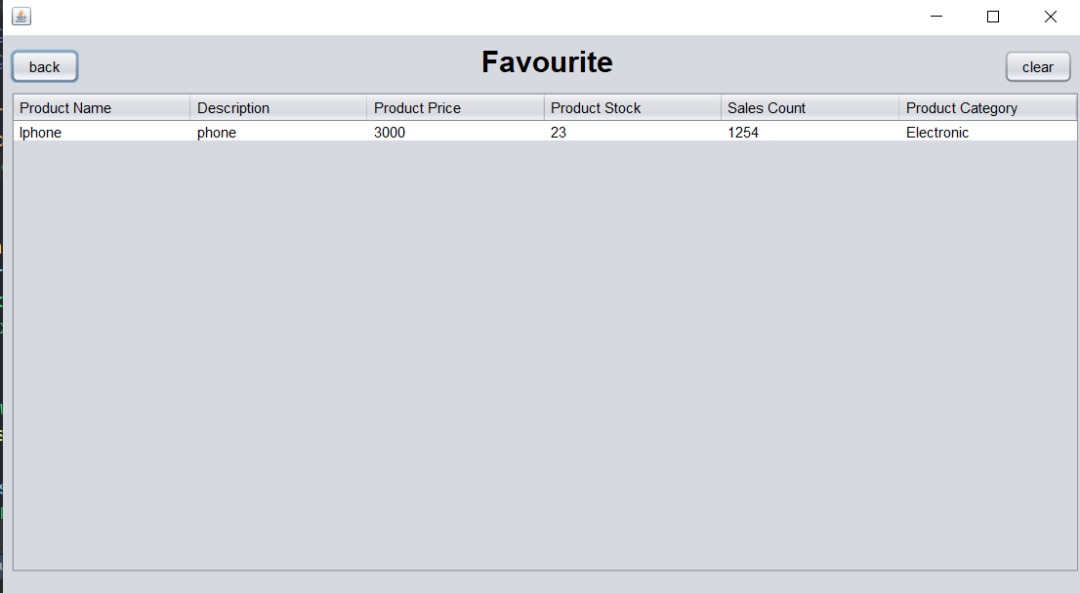 back
Favourite
clear
Product Name Description Product Price Product Stock Sales Count Product Category
Iphone phone 3000 23 1254 Electronic